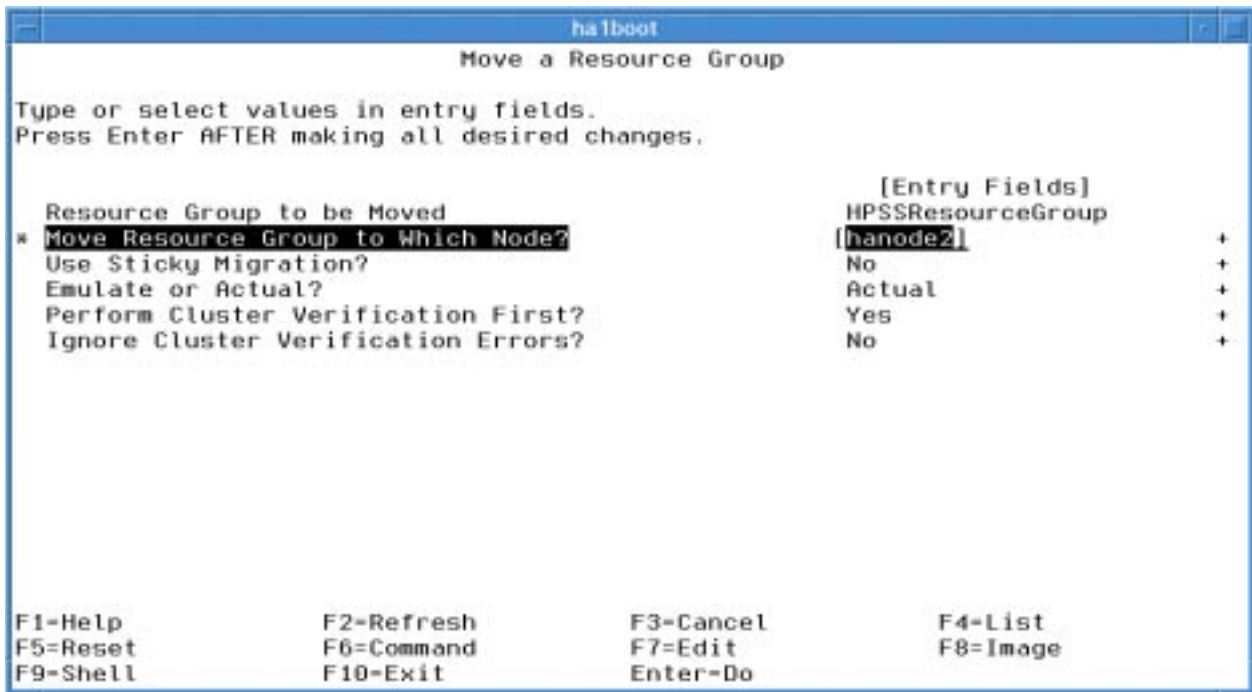 ha1boot
Move a Resource Group
Type or select values in entry fields.
Press Enter AFTER making all desired changes.
[Entry Fields]
Resource Group to be Moved HPSSResourceGroup
* Move Resource Group to Which Node? [hanode2] +
Use Sticky Migration? No +
Emulate or Actual? Actual +
Perform Cluster Verification First? Yes +
Ignore Cluster Verification Errors? No +
F1=Help F2=Refresh F3=Cancel F4=List
F5=Reset F6=Command F7=Edit F8=Image
F9=Shell F10=Exit Enter=Do